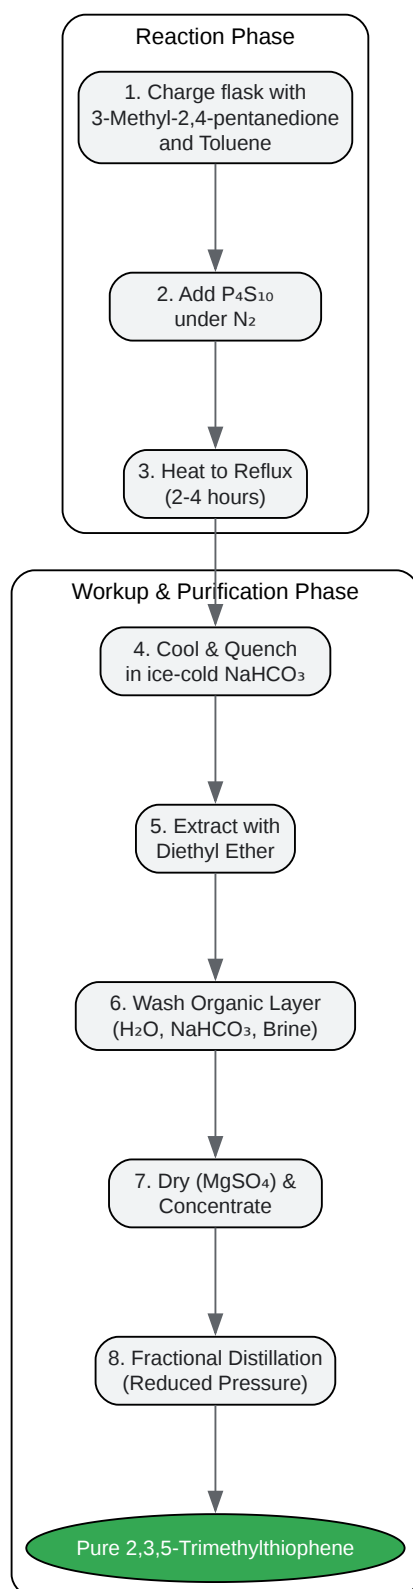 Reaction Phase
1. Charge flask with
3-Methyl-2,4-pentanedione
and Toluene
2. Add P₄S₁₀
under N₂
3. Heat to Reflux
(2-4 hours)
Workup & Purification Phase
4. Cool & Quench
in ice-cold NaHCO₃
5. Extract with
Diethyl Ether
6. Wash Organic Layer
(H₂O, NaHCO₃, Brine)
7. Dry (MgSO₄) &
Concentrate
8. Fractional Distillation
(Reduced Pressure)
Pure 2,3,5-Trimethylthiophene